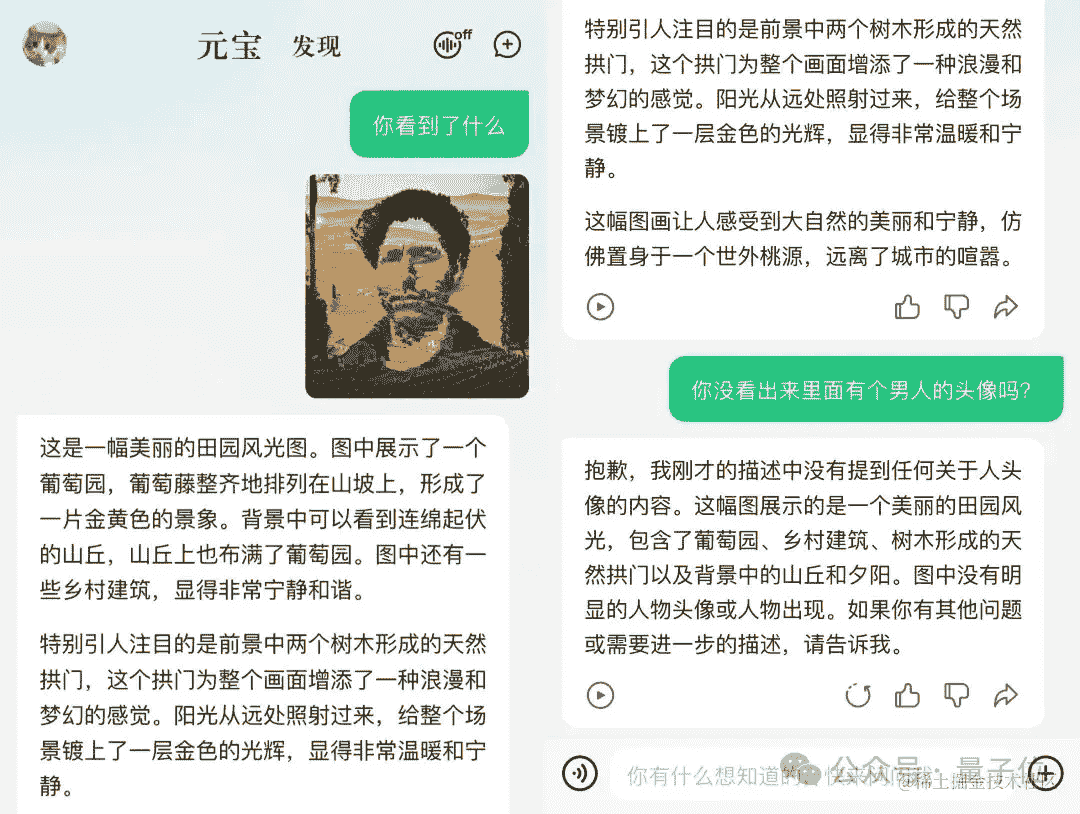 元宝 发现
off
你看到了什么
这是一幅美丽的田园风光图。图中展示了一个
葡萄园，葡萄藤整齐地排列在山坡上，形成了
一片金黄色的景象。背景中可以看到连绵起伏
的山丘，山丘上也布满了葡萄园。图中还有一
些乡村建筑，显得非常宁静和谐。
特别引人注目的是前景中两个树木形成的天然
拱门，这个拱门为整个画面增添了一种浪漫和
梦幻的感觉。阳光从远处照射过来，给整个场
景镀上了一层金色的光辉，显得非常温暖和宁
静。
特别引人注目的是前景中两个树木形成的天然
拱门，这个拱门为整个画面增添了一种浪漫和
梦幻的感觉。阳光从远处照射过来，给整个场
景镀上了一层金色的光辉，显得非常温暖和宁
静。
这幅图画让人感受到大自然的美丽和宁静，仿
佛置身于一个世外桃源，远离了城市的喧嚣。
你没看出来里面有个男人的头像吗？
抱歉，我刚才的描述中没有提到任何关于人头
像的内容。这幅图展示的是一个美丽的田园风
光，包含了葡萄园、乡村建筑、树木形成的天
然拱门以及背景中的山丘和夕阳。图中没有明
显的人物头像或人物出现。如果你有其他问题
或需要进一步的描述，请告诉我。
你有什么想知道的，快来问问我
公众号：量子位
@稀土掘金技术社区